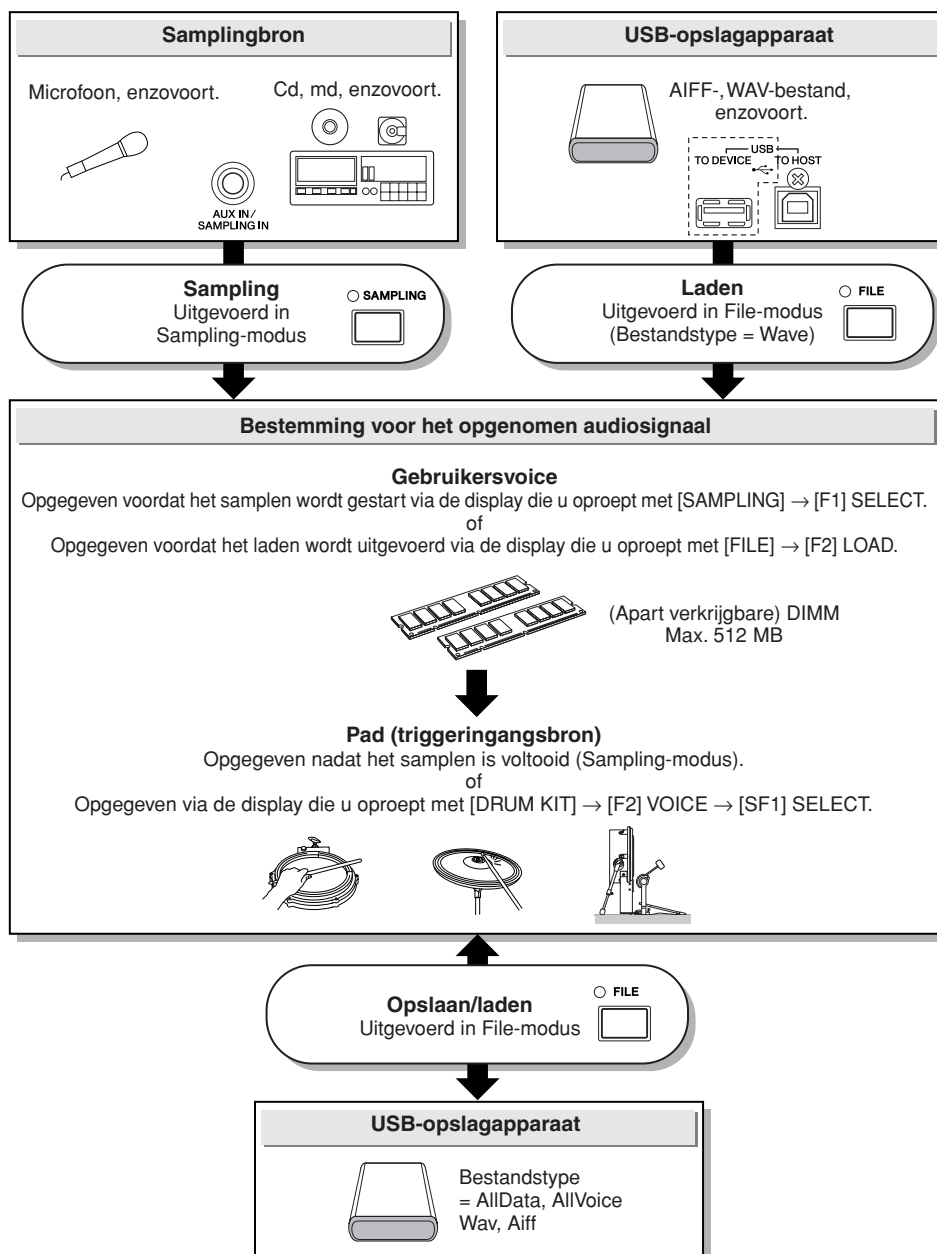 Samplingbron
Microfoon, enzovoort.
Cd, md, enzovoort.
AUX IN/
SAMPLING IN
USB-opslagapparaat
AIFF-, WAV-bestand,
enzovoort.
USB
TO DEVICE
TO HOST
Sampling
Uitgevoerd in
Sampling-modus
SAMPLING
Laden
Uitgevoerd in File-modus
(Bestandstype = Wave)
FILE
Bestemming voor het opgenomen audiosignaal
Gebruikersvoice
Opgegeven voordat het samplen wordt gestart via de display die u oproept met [SAMPLING] → [F1] SELECT.
of
Opgegeven voordat het laden wordt uitgevoerd via de display die u oproept met [FILE] → [F2] LOAD.
(Apart verkrijgbare) DIMM
Max. 512 MB
Pad (triggeringangsbron)
Opgegeven nadat het samplen is voltooid (Sampling-modus).
of
Opgegeven via de display die u oproept met [DRUM KIT] → [F2] VOICE → [SF1] SELECT.
Opslaan/laden
Uitgevoerd in File-modus
FILE
USB-opslagapparaat
Bestandstype
= AllData, AllVoice
Wav, Aiff